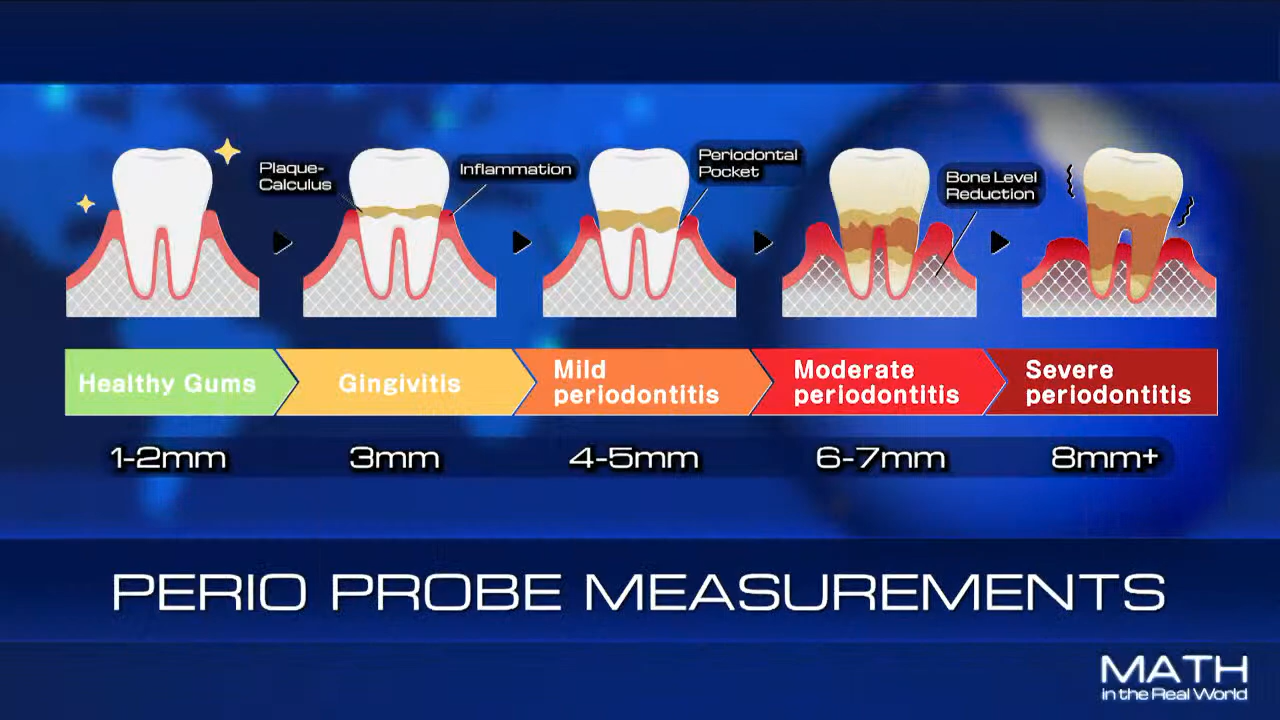 Plaque-
Calculus
Inflammation
Periodontal
Pocket
Bone Level
Reduction
Healthy Gums
Gingivitis
Mild
periodontitis
Moderate
periodontitis
Severe
periodontitis
1-2mm
3mm
4-5mm
6-7mm
8mm+
PERIO PROBE MEASUREMENTS
MATH
in the Real World